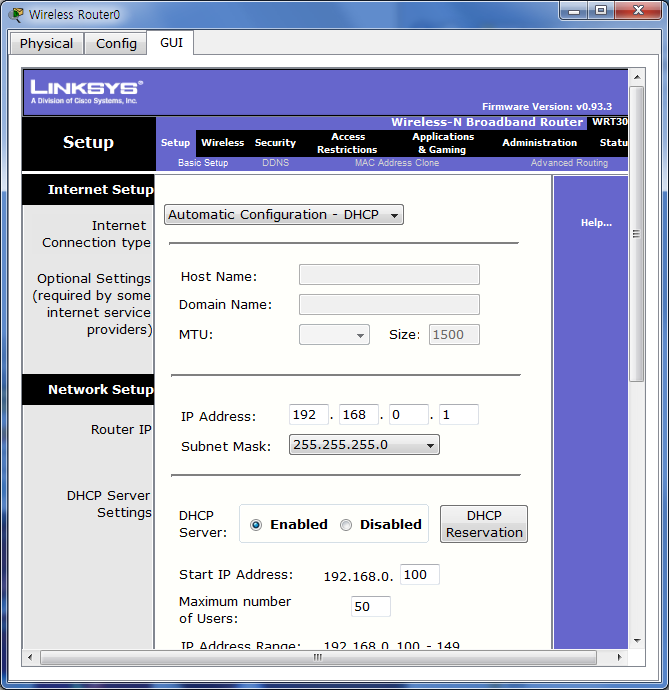 Wireless Router0
Physical Config GUI
LINKSYS®
A Division of Cisco Systems, Inc.
Firmware Version: v0.93.3
Wireless-N Broadband Router WRT30
Setup
Setup Wireless Security Access Restrictions Applications & Gaming Administration Statu
Basic Setup DDNS MAC Address Clone Advanced Routing
Internet Setup
Internet
Connection type
Automatic Configuration - DHCP
Help...
Optional Settings
(required by some
internet service
providers)
Host Name:
Domain Name:
MTU: Size: 1500
Network Setup
Router IP
IP Address: 192 . 168 . 0 . 1
Subnet Mask: 255.255.255.0
DHCP Server
Settings
DHCP
Server:
Enabled Disabled
DHCP
Reservation
Start IP Address: 192.168.0. 100
Maximum number
of Users:
50
IP Address Range: 192.168.0. 100 - 149